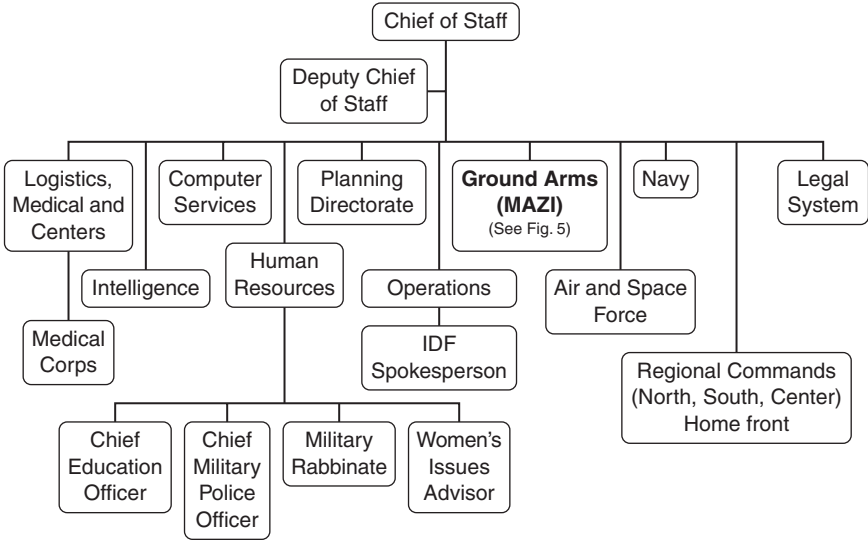 Chief of Staff
Deputy Chief
of Staff
Logistics,
Medical and
Centers
Computer
Services
Planning
Directorate
Ground Arms
(MAZI)
(See Fig. 5)
Navy
Legal
System
Intelligence
Human
Resources
Operations
Air and Space
Force
Medical
Corps
IDF
Spokesperson
Regional Commands
(North, South, Center)
Home front
Chief
Education
Officer
Chief
Military
Police
Officer
Military
Rabbinate
Women's
Issues
Advisor